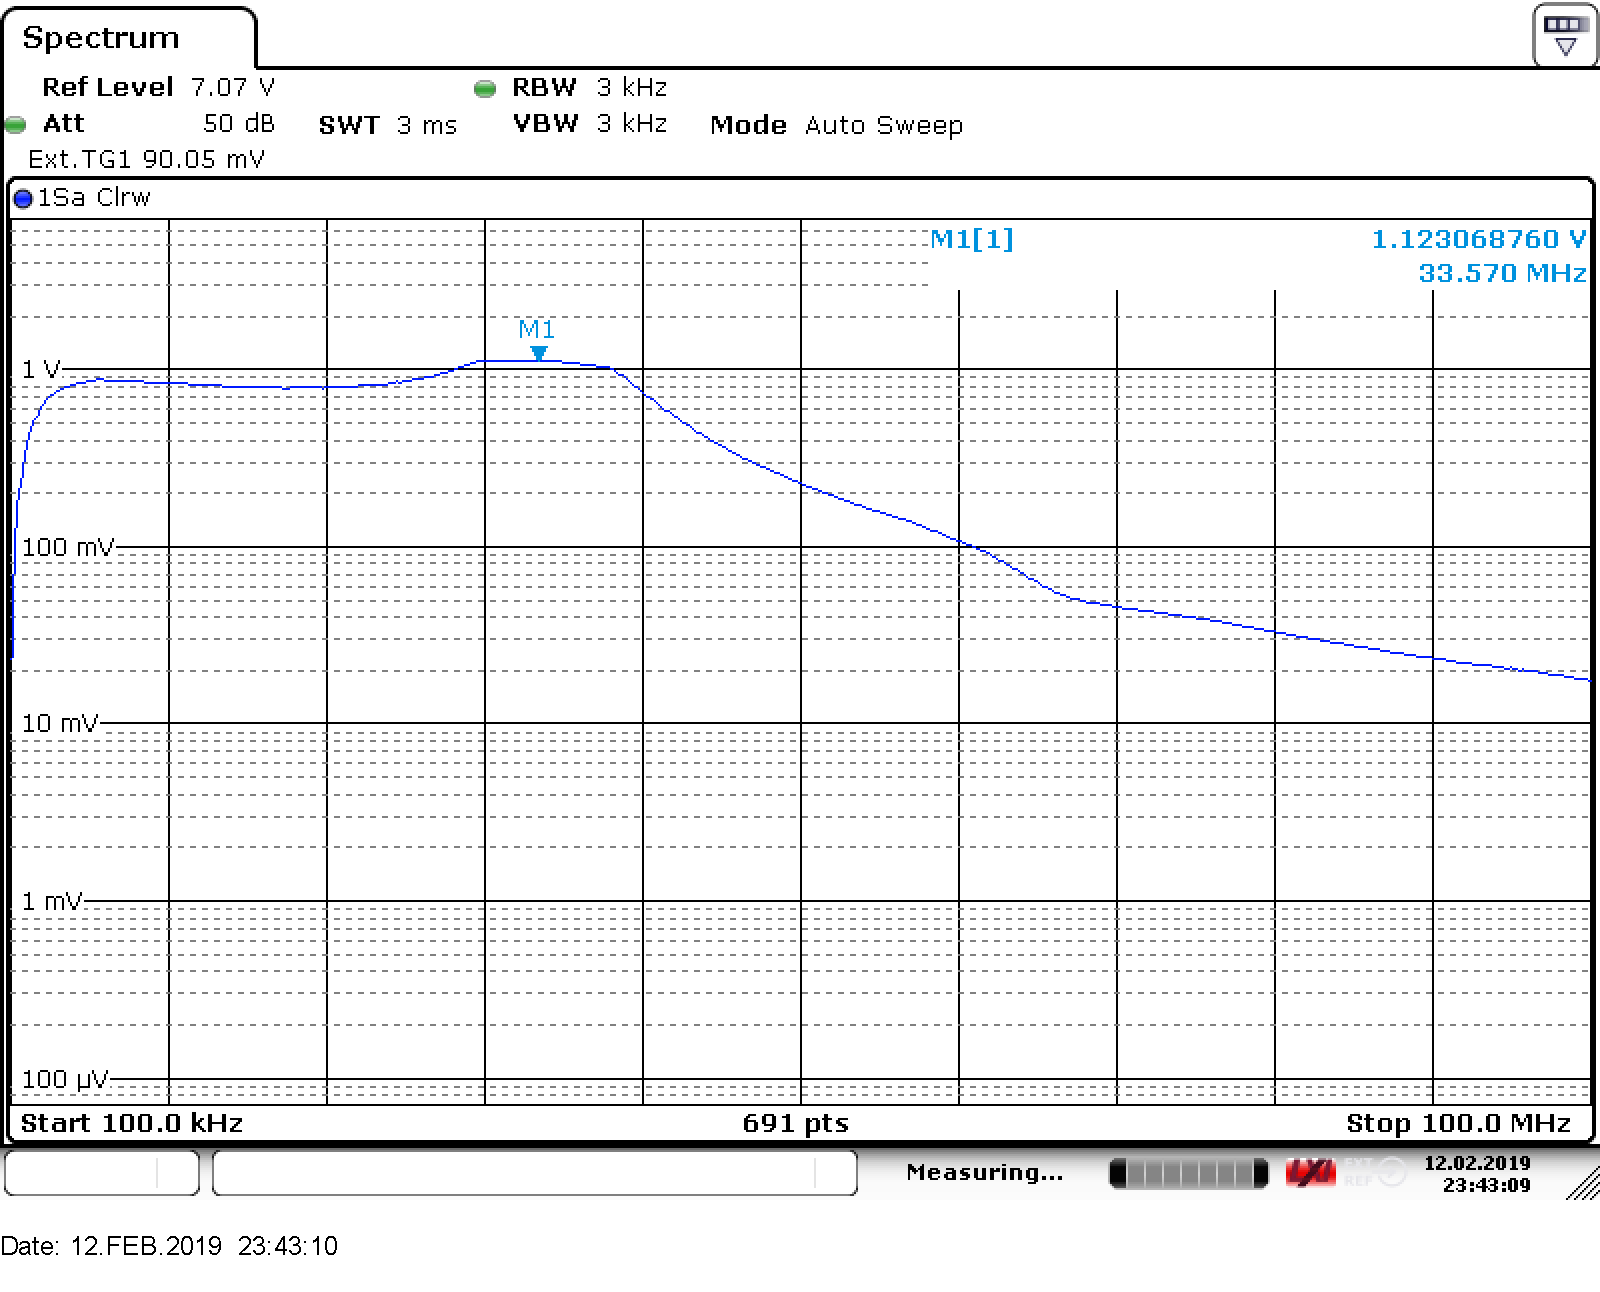 Spectrum
Ref Level 7.07 V RBW 3 kHz
Att 50 dB SWT 3 ms VBW 3 kHz Mode Auto Sweep
Ext.TG1 90.05 mV
1Sa Clrw
M1[1] 1.123068760 V
33.570 MHz
M1
1 V
100 mV
10 mV
1 mV
100 µV
Start 100.0 kHz 691 pts Stop 100.0 MHz
Measuring... LXI EXT REF 12.02.2019
23:43:09
Date: 12.FEB.2019 23:43:10